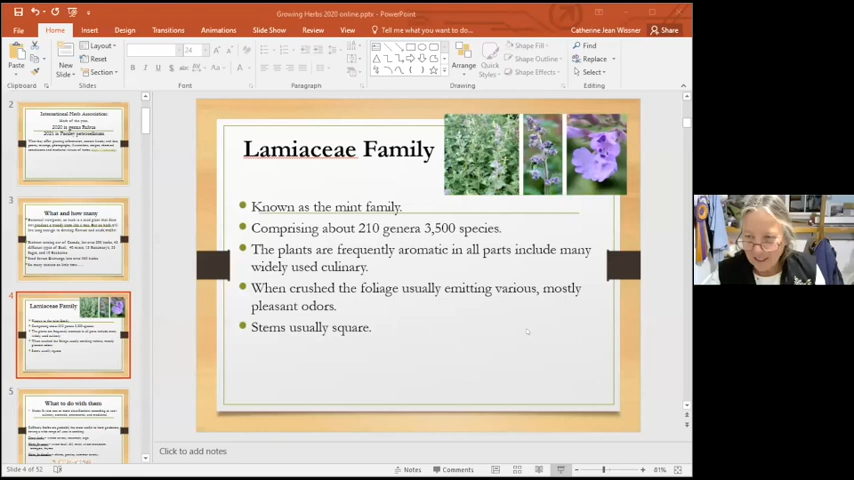 Growing Herbs 2020 online.pptx - PowerPoint
Catherine Jean Wissner
Share
File
Home
Insert
Design
Transitions
Animations
Slide Show
Review
View
Tell me what you want to do...
Paste
New
Slide
Layout
Reset
Section
24
Shape Fill
Shape Outline
Shape Effects
Arrange
Quick
Styles
Find
Replace
Select
Clipboard
Slides
Font
Paragraph
Drawing
Editing
2
International Herb Association
3
What and how many
4
Lamiaceae Family
5
What to do with them
Lamiaceae Family
Known as the mint family.
Comprising about 210 genera 3,500 species.
The plants are frequently aromatic in all parts include many
widely used culinary.
When crushed the foliage usually emitting various, mostly
pleasant odors.
Stems usually square.
Click to add notes
Slide 4 of 52
Notes
Comments
81%